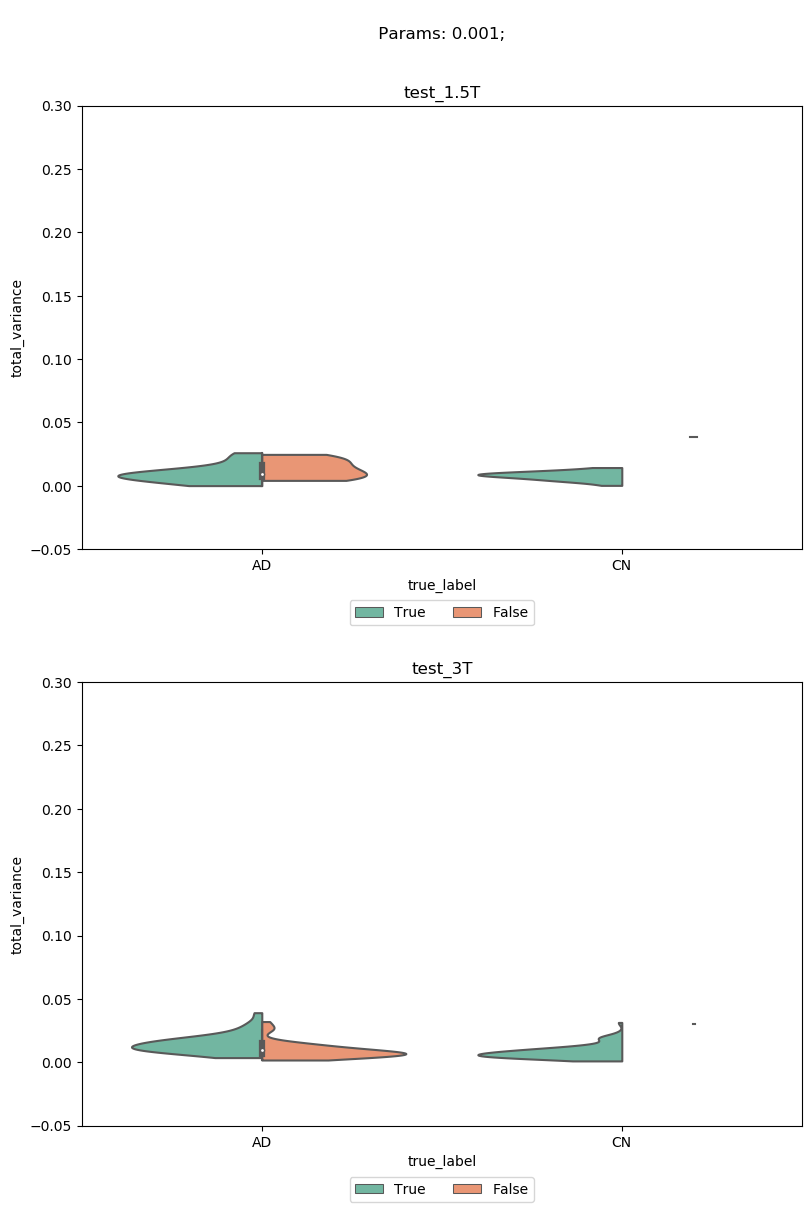 Params: 0.001;
test_1.5T
0.30
0.25
0.20
0.15
0.10
0.05
0.00
−0.05
total_variance
AD CN
true_label
True False
test_3T
0.30
0.25
0.20
0.15
0.10
0.05
0.00
−0.05
total_variance
AD CN
true_label
True False